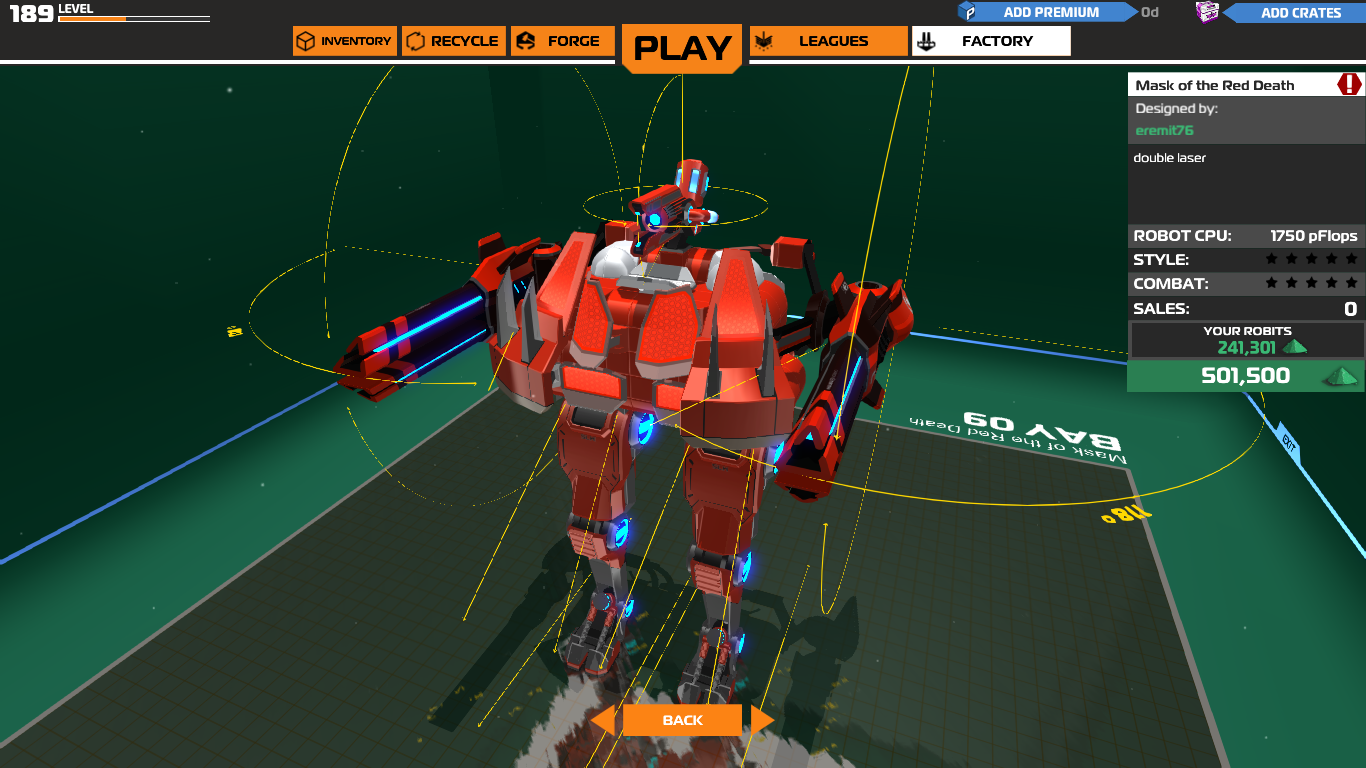 189 LEVEL
ADD PREMIUM 0d
ADD CRATES
INVENTORY
RECYCLE
FORGE
PLAY
LEAGUES
FACTORY
Mask of the Red Death
Designed by:
eremit76
double laser
ROBOT CPU: 1750 pFlops
STYLE:
COMBAT:
SALES: 0
YOUR ROBITS
241,301
501,500
BAY 09
Mask of the Red Death
EXIT
BACK